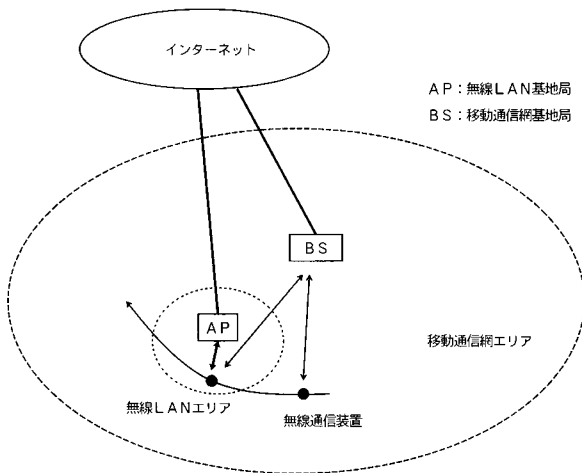 インターネット
AP：無線LAN基地局
BS：移動通信網基地局
BS
AP
移動通信網エリア
無線LANエリア
無線通信装置